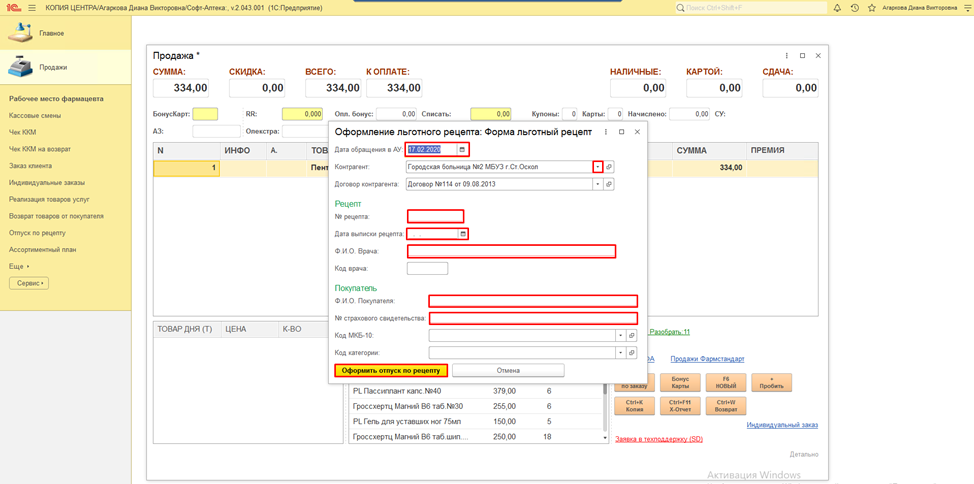 1С КОПИЯ ЦЕНТРА/Агаркова Диана Викторовна/Софт-Аптека:, v.2.043.001 (1С:Предприятие)
Поиск Ctrl+Shift+F
Агаркова Диана Викторовна
Главное
Продажи
Рабочее место фармацевта
Кассовые смены
Чек ККМ
Чек ККМ на возврат
Заказ клиента
Индивидуальные заказы
Реализация товаров услуг
Возврат товаров от покупателя
Отпуск по рецепту
Ассортиментный план
Еще
Сервис
Продажа *
СУММА: СКИДКА: ВСЕГО: К ОПЛАТЕ: НАЛИЧНЫЕ: КАРТОЙ: СДАЧА:
334,00 0,00 334,00 334,00 0,00 0,00 0,00
БонусКарт: RR: 0,000 Опл. бонус: 0,00 Списать: 0,00 Купоны: 0 Карты: 0 Начислено: 0,00 СУ:
АЗ: Опекстра:
N ИНФО А. ТОВ СУММА ПРЕМИЯ
1 Пент 334,00
Оформление льготного рецепта: Форма льготный рецепт
Дата обращения в АУ: 17.02.2020
Контрагент: Городская больница №2 МБУЗ г.Ст.Оскол
Договор контрагента: Договор №114 от 09.08.2013
Рецепт
№ рецепта:
Дата выписки рецепта: . .
Ф.И.О. Врача:
Код врача:
Покупатель
Ф.И.О. Покупателя:
№ страхового свидетельства:
Код МКБ-10:
Код категории:
Оформить отпуск по рецепту Отмена
ТОВАР ДНЯ (Т) ЦЕНА К-ВО
Разобрать:11
Продажи Фармстандарт
PL Пассиппант капс.№40 379,00 6
Гроссхертц Магний В6 таб.№30 255,00 6
PL Гель для уставших ног 75мл 150,00 5
Гроссхертц Магний В6 таб.шип.... 250,00 18
по заказу
Бонус Карты
F6 НОВЫЙ
+ Пробить
Ctrl+K Копия
Ctrl+F11 X-Отчет
Ctrl+W Возврат
Индивидуальный заказ
Заявка в техподдержку (SD)
Детально
Активация Windows